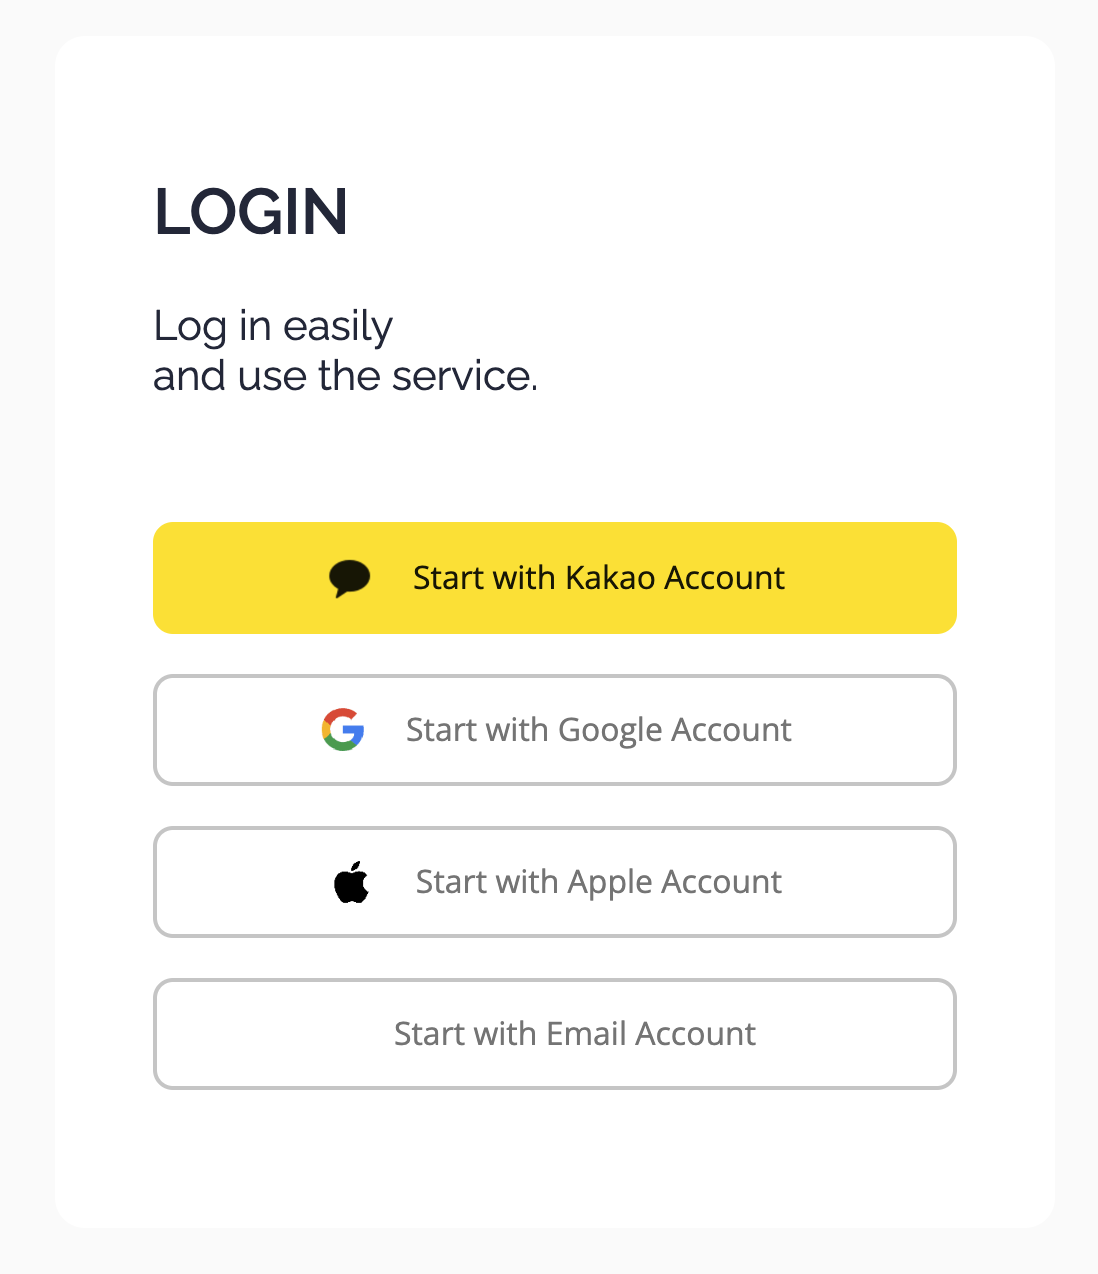 LOGIN
Log in easily
and use the service.
Start with Kakao Account
Start with Google Account
Start with Apple Account
Start with Email Account